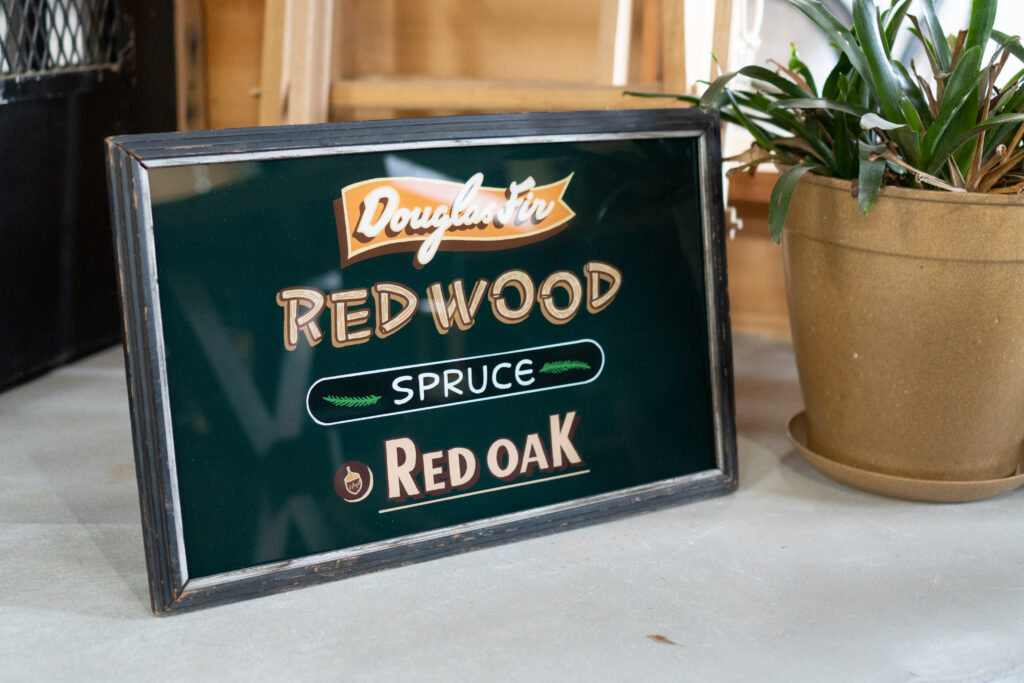 Douglas Fir
REDWOOD
SPRUCE
RED OAK